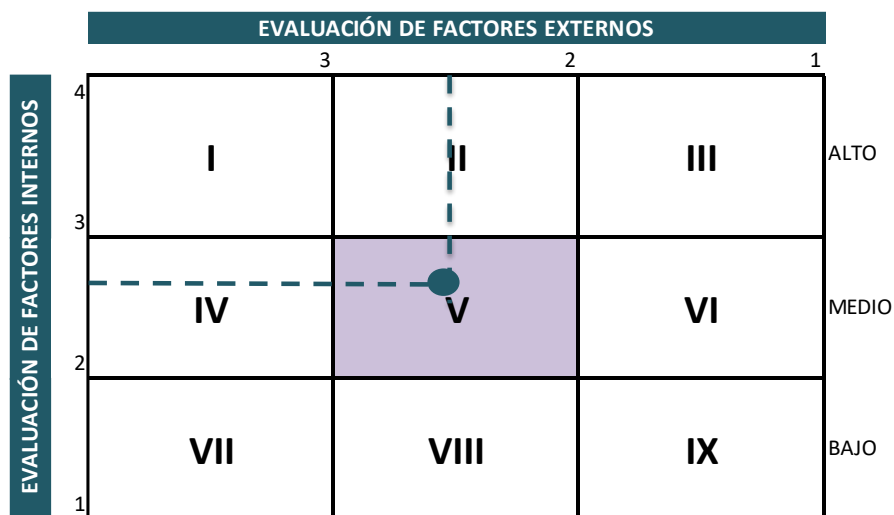 EVALUACIÓN DE FACTORES EXTERNOS
3 2 1
EVALUACIÓN DE FACTORES INTERNOS
4
I II III ALTO
3
IV V VI MEDIO
2
VII VIII IX BAJO
1